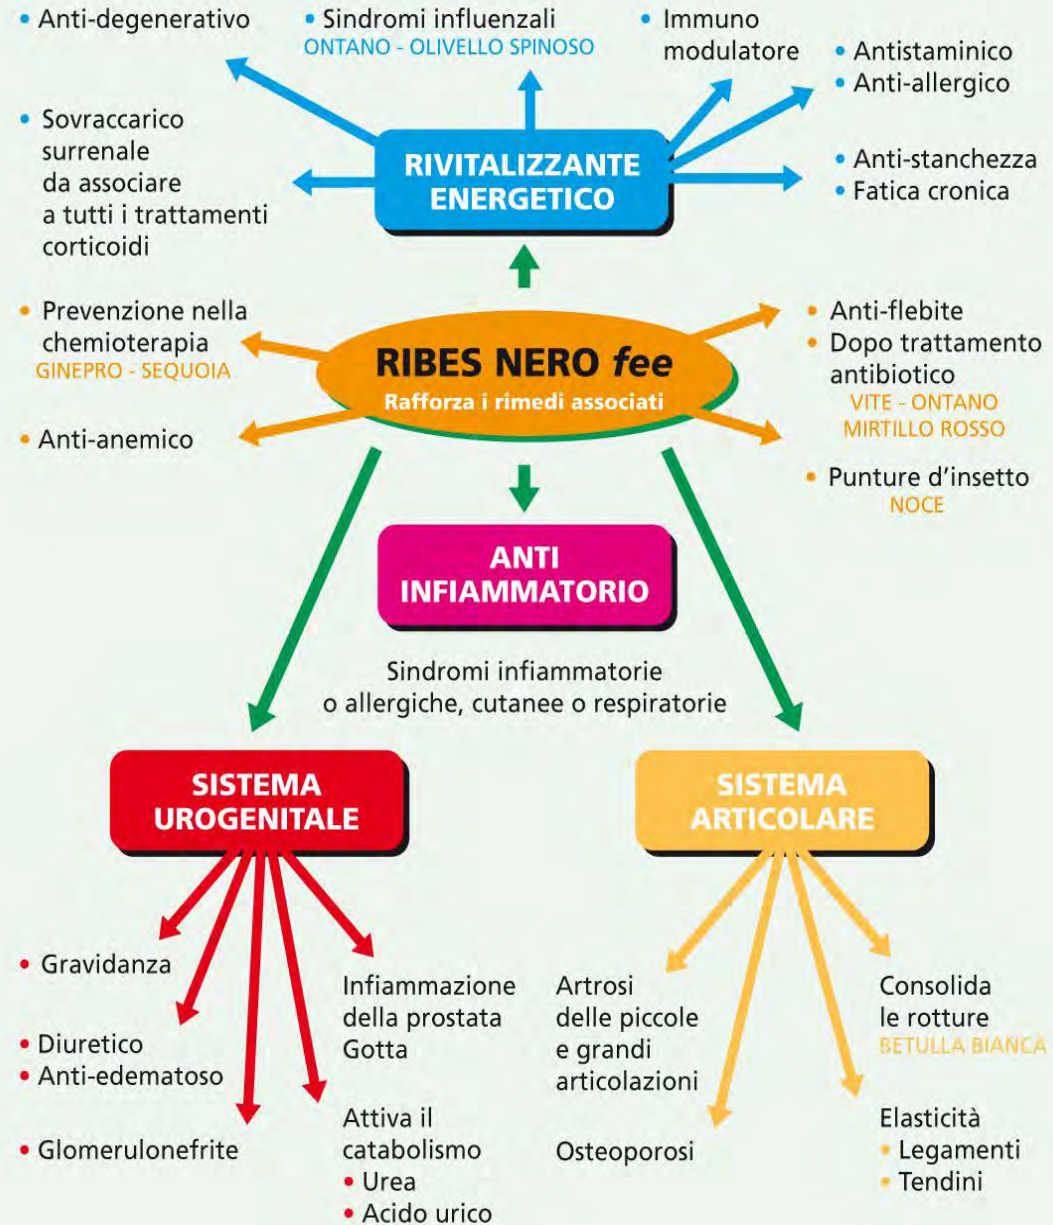 • Anti-degenerativo
• Sindromi influenzali
ONTANO - OLIVELLO SPINOSO
• Immuno
modulatore
• Antistaminico
• Anti-allergico
• Sovraccarico
surrenale
da associare
a tutti i trattamenti
corticoidi
RIVITALIZZANTE
ENERGETICO
• Anti-stanchezza
• Fatica cronica
• Prevenzione nella
chemioterapia
GINEPRO - SEQUOIA
• Anti-anemico
RIBES NERO fee
Rafforza i rimedi associati
• Anti-flebite
• Dopo trattamento
antibiotico
VITE - ONTANO
MIRTILLO ROSSO
• Punture d'insetto
NOCE
ANTI
INFIAMMATORIO
Sindromi infiammatorie
o allergiche, cutanee o respiratorie
SISTEMA
UROGENITALE
• Gravidanza
• Diuretico
• Anti-edematoso
• Glomerulonefrite
Infiammazione
della prostata
Gotta
Attiva il
catabolismo
• Urea
• Acido urico
SISTEMA
ARTICOLARE
Artrosi
delle piccole
e grandi
articolazioni
Osteoporosi
Consolida
le rotture
BETULLA BIANCA
Elasticità
• Legamenti
• Tendini